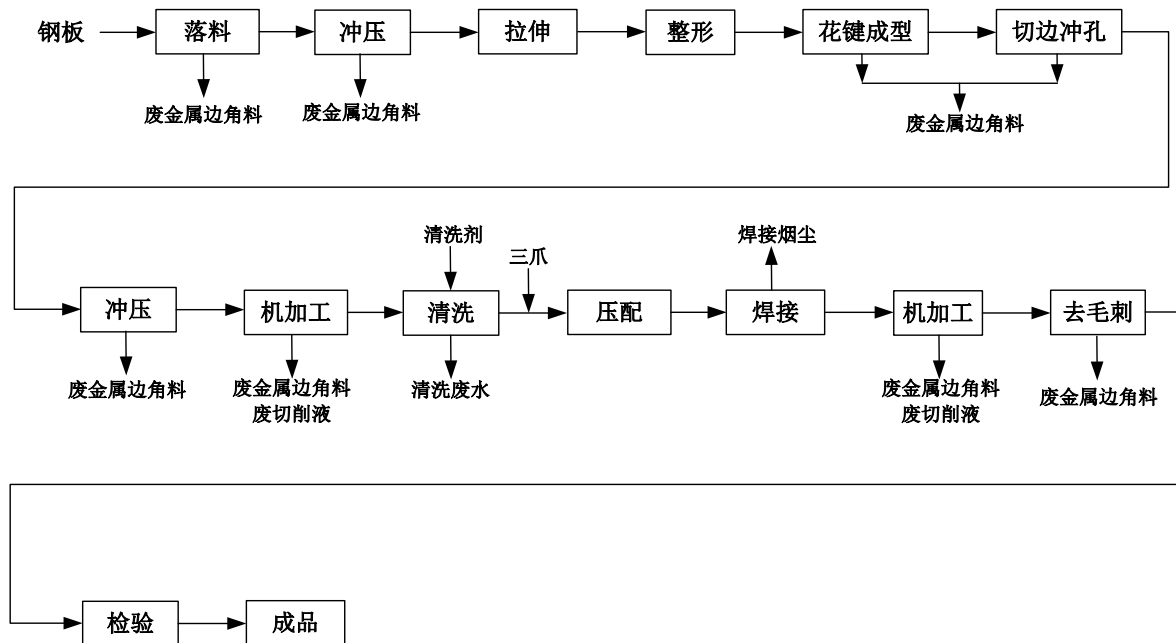 钢板
落料
冲压
拉伸
整形
花键成型
切边冲孔
废金属边角料
废金属边角料
废金属边角料
清洗剂
三爪
焊接烟尘
冲压
机加工
清洗
压配
焊接
机加工
去毛刺
废金属边角料
废金属边角料
废切削液
清洗废水
废金属边角料
废切削液
废金属边角料
检验
成品